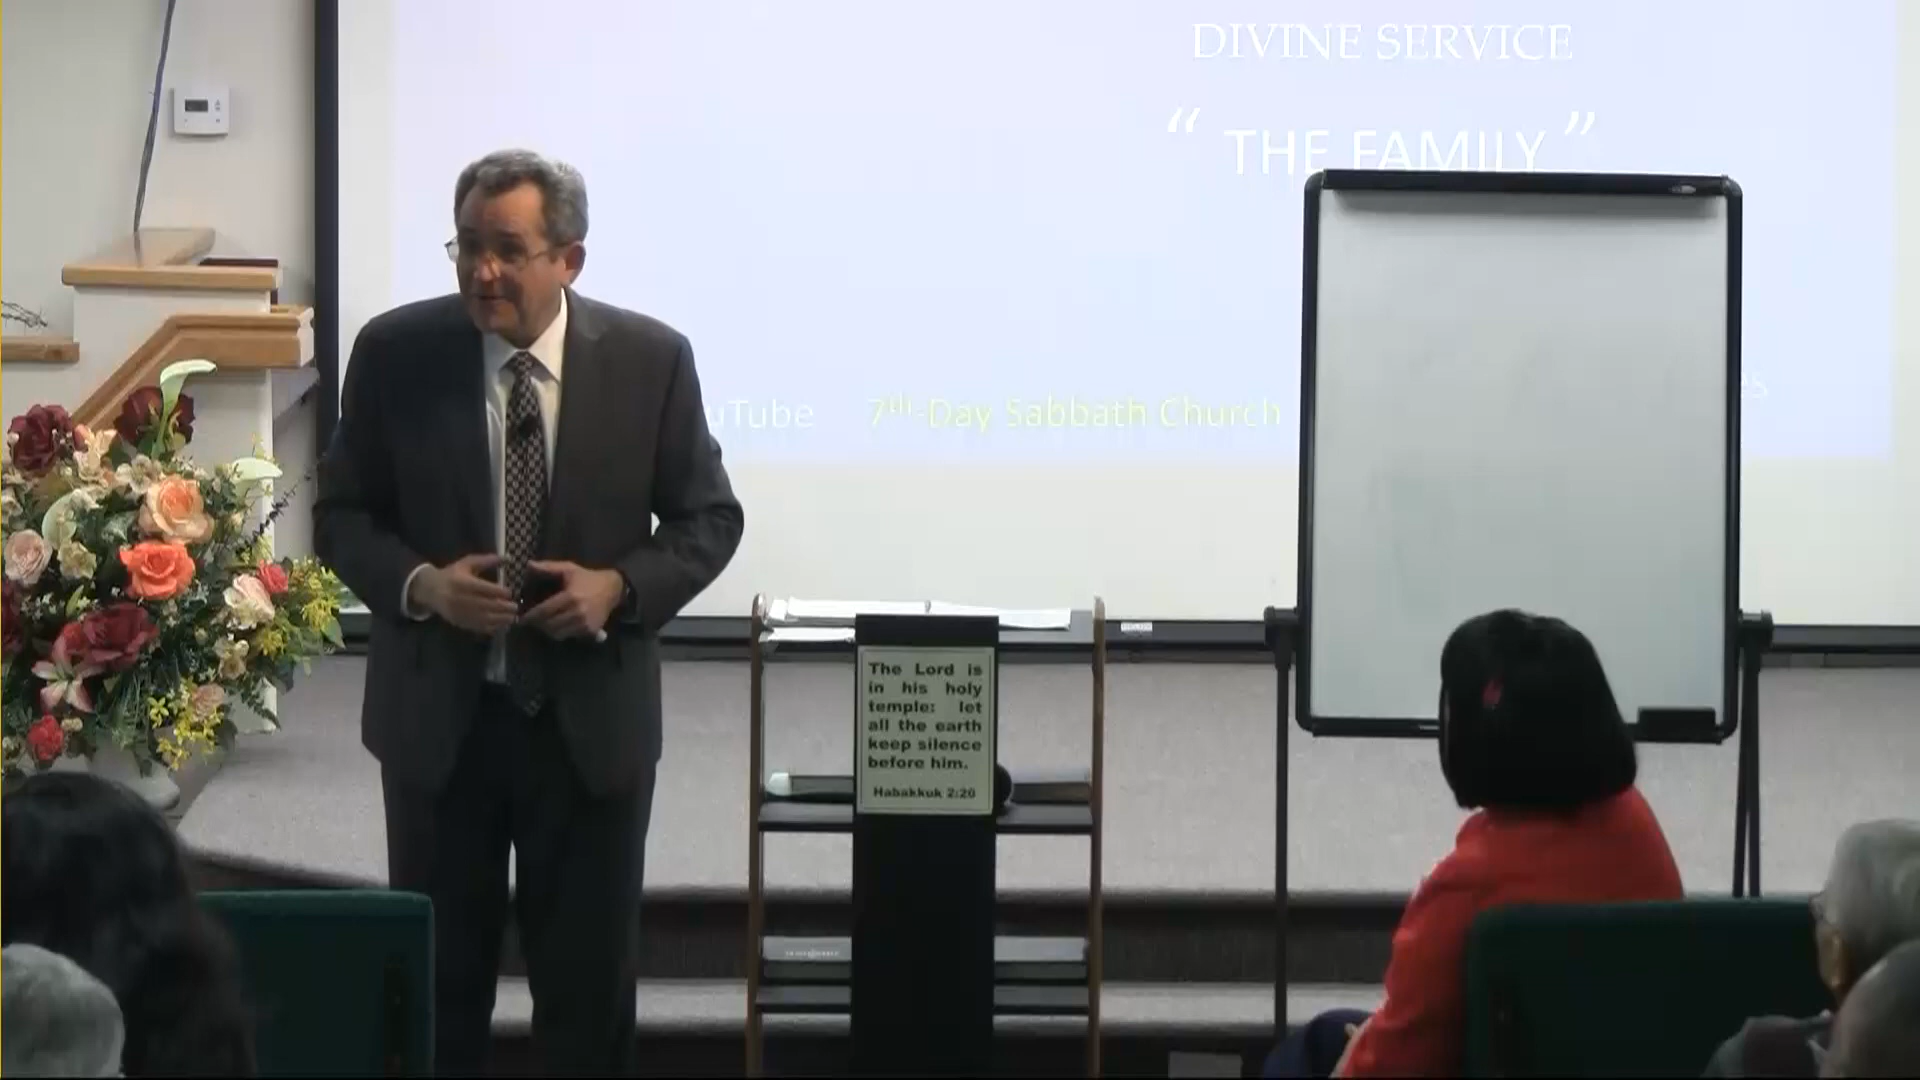 DIVINE SERVICE
“ THE FAMILY ”
uTube 7th-Day Sabbath Church
The Lord is
in his holy
temple: let
all the earth
keep silence
before him.
Habakkuk 2:20